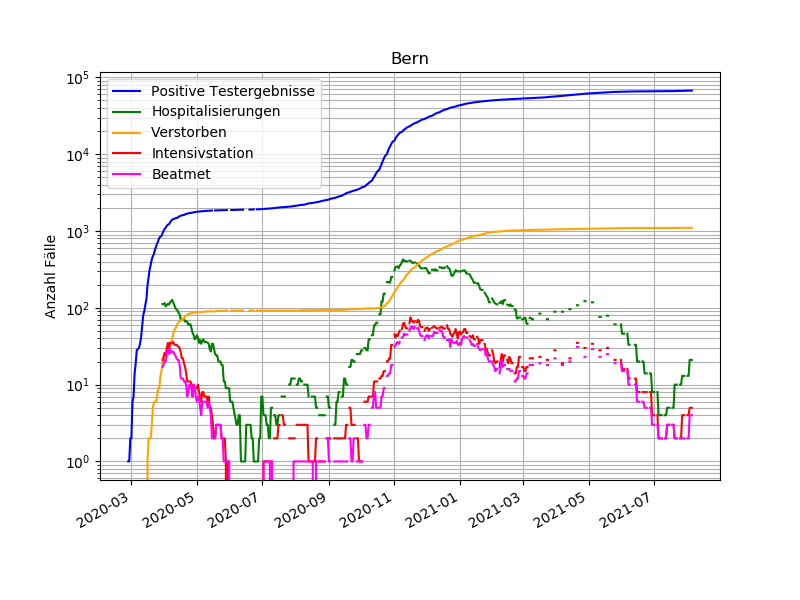 Bern
Anzahl Fälle
10^5
10^4
10^3
10^2
10^1
10^0
Positive Testergebnisse
Hospitalisierungen
Verstorben
Intensivstation
Beatmet
2020-03
2020-05
2020-07
2020-09
2020-11
2021-01
2021-03
2021-05
2021-07